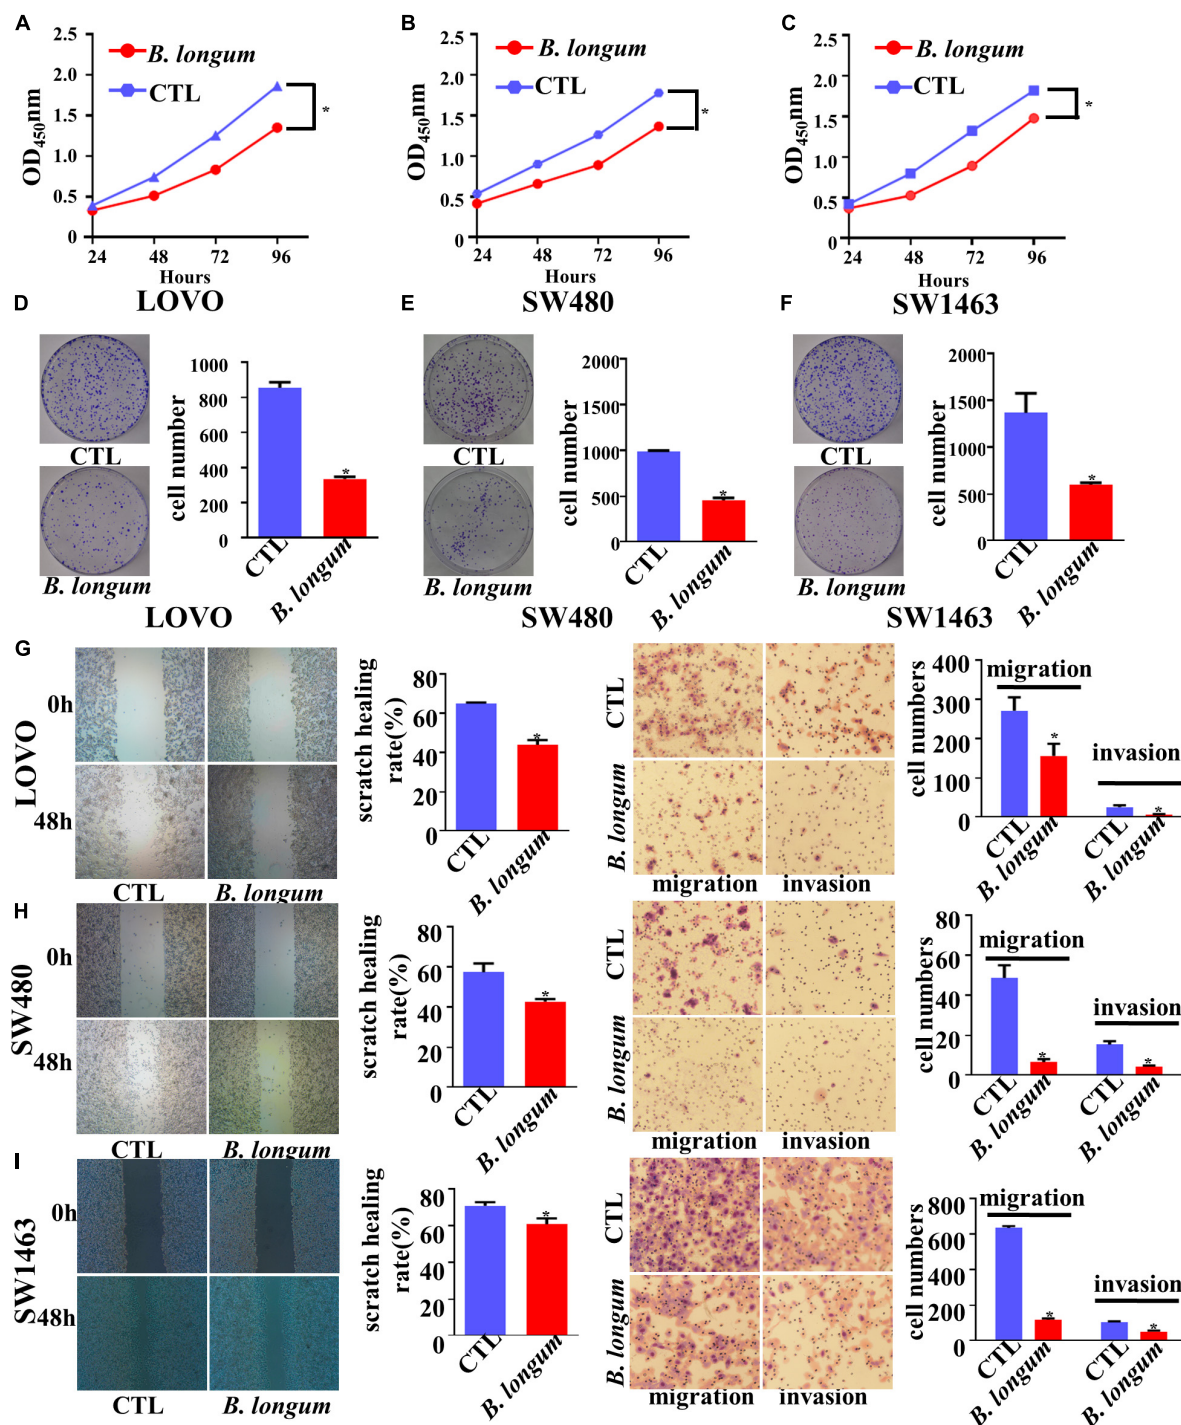 A
2.5
2.0
1.5
1.0
0.5
0
OD450nm
B. longum
CTL
*
24 48 72 96
Hours
LOVO
B
2.5
2.0
1.5
1.0
0.5
0
OD450nm
B. longum
CTL
*
24 48 72 96
Hours
SW480
C
2.5
2.0
1.5
1.0
0.5
0
OD450nm
B. longum
CTL
*
24 48 72 96
Hours
SW1463
D
CTL
B. longum
1000
800
600
400
200
0
cell number
*
CTL
B. longum
LOVO
E
CTL
B. longum
2000
1500
1000
500
0
cell number
*
CTL
B. longum
SW480
F
CTL
B. longum
2000
1500
1000
500
0
cell number
*
CTL
B. longum
SW1463
G
LOVO
0h
48h
CTL
B. longum
scratch healing
rate(%)
80
60
40
20
0
*
CTL
B. longum
CTL
B. longum
migration
invasion
cell numbers
400
300
200
100
0
migration
*
invasion
*
CTL
B. longum
CTL
B. longum
H
SW480
0h
48h
CTL
B. longum
scratch healing
rate(%)
80
60
40
20
0
*
CTL
B. longum
CTL
B. longum
migration
invasion
cell numbers
80
60
40
20
0
migration
*
invasion
*
CTL
B. longum
CTL
B. longum
I
SW1463
0h
48h
CTL
B. longum
scratch healing
rate(%)
80
60
40
20
0
*
CTL
B. longum
CTL
B. longum
migration
invasion
cell numbers
800
600
400
200
0
migration
*
invasion
*
CTL
B. longum
CTL
B. longum